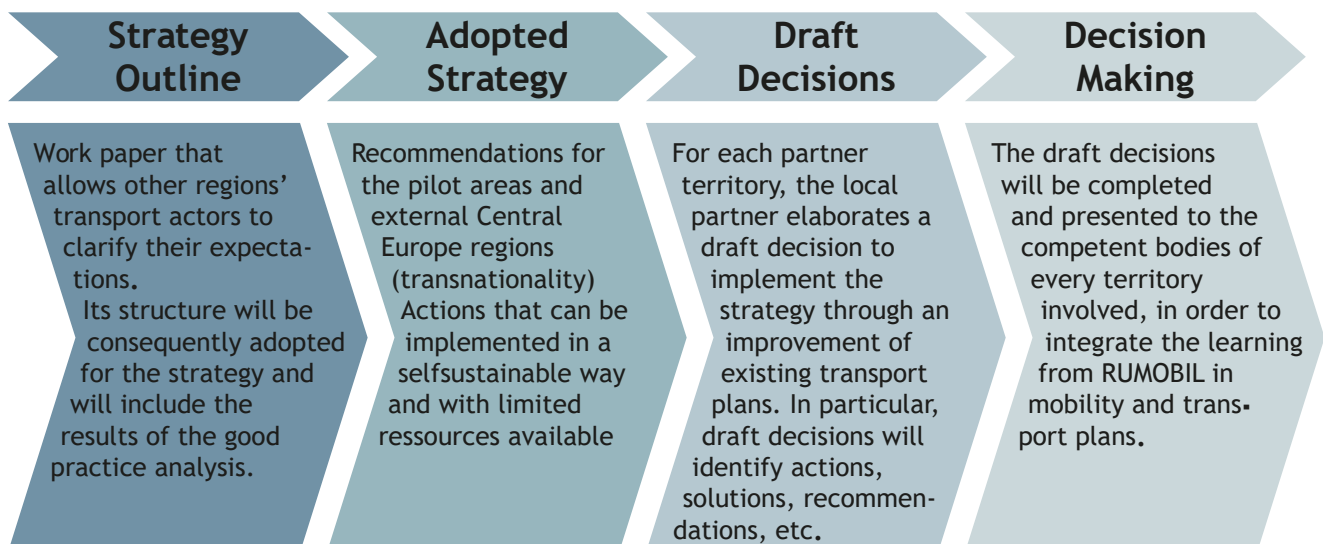 Strategy
Outline
Adopted
Strategy
Draft
Decisions
Decision
Making
Work paper that
allows other regions’
transport actors to
clarify their expecta-
tions.
Its structure will be
consequently adopted
for the strategy and
will include the
results of the good
practice analysis.
Recommendations for
the pilot areas and
external Central
Europe regions
(transnationality)
Actions that can be
implemented in a
selfsustainable way
and with limited
ressources available
For each partner
territory, the local
partner elaborates a
draft decision to
implement the
strategy through an
improvement of
existing transport
plans. In particular,
draft decisions will
identify actions,
solutions, recommen-
dations, etc.
The draft decisions
will be completed
and presented to the
competent bodies of
every territory
involved, in order to
integrate the learning
from RUMOBIL in
mobility and trans-
port plans.